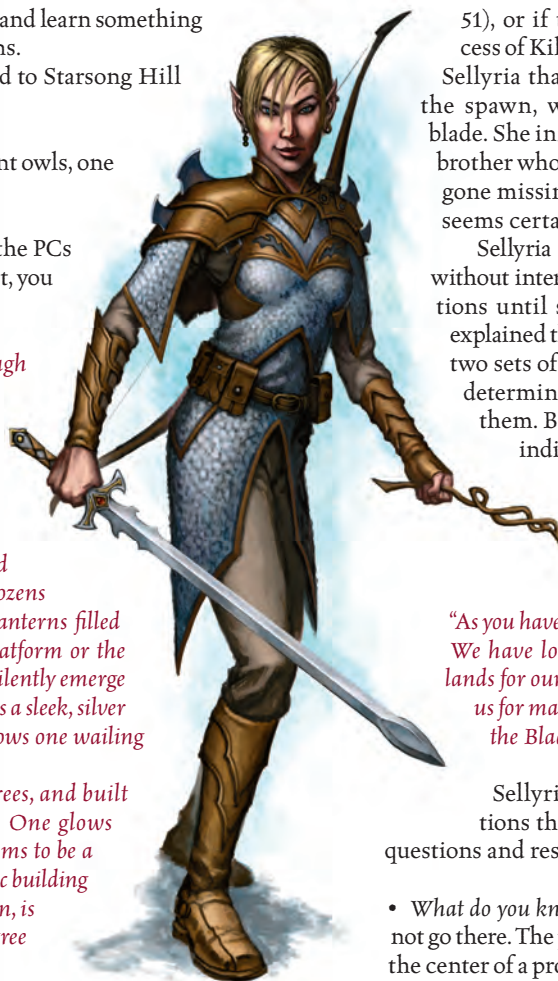 and learn something
ns.
d to Starsong Hill
nt owls, one
the PCs
t, you
ugh
d
ozens
anterns filled
atform or the
ilently emerge
s a sleek, silver
ows one wailing
rees, and built
One glows
ms to be a
c building
n, is
ree
51), or if t
cess of Kil
Sellyria tha
the spawn, w
blade. She in
brother who
gone missin
seems certa
Sellyria
without inter
tions until s
explained t
two sets of
determin
them. B
indi
“As you have
We have lo
lands for our
us for ma
the Bla
Sellyri
tions th
questions and res
• What do you kn
not go there. The
the center of a pro